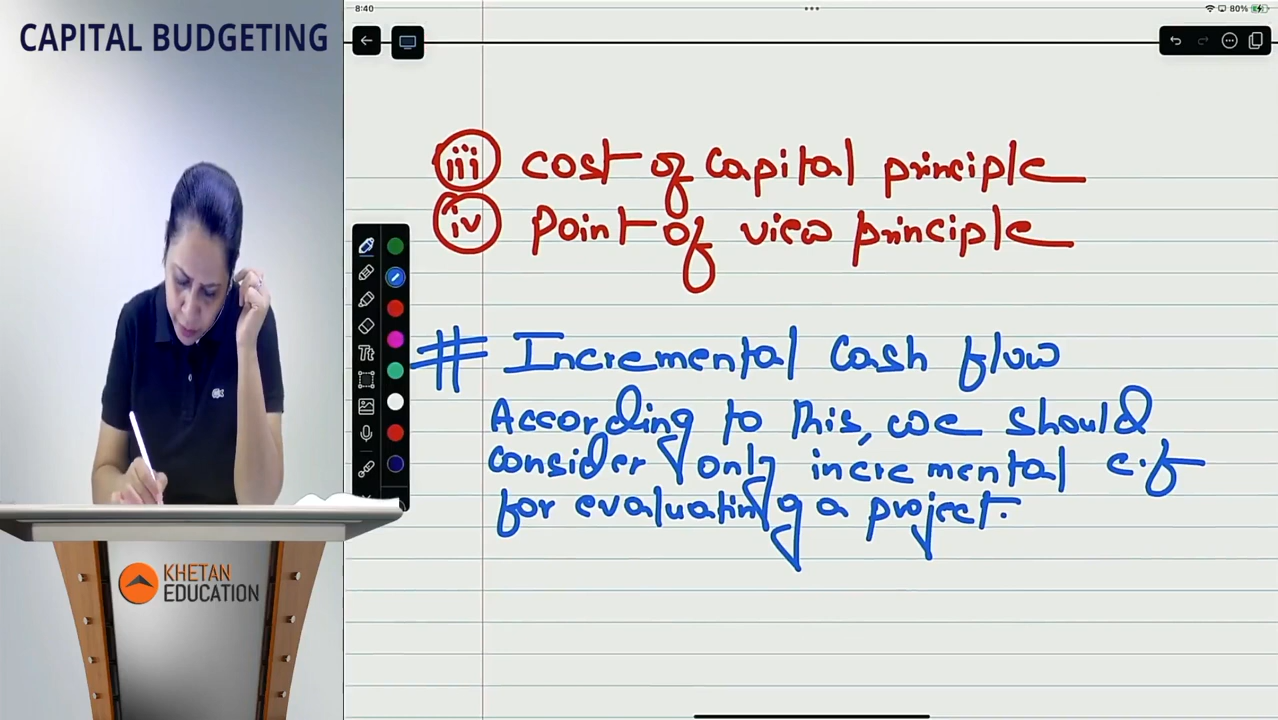 8:40
80%
CAPITAL BUDGETING
iii Cost of Capital principle
iv Point of view principle
Tt
# Incremental Cash flow
According to this, we should
consider only incremental c.f
for evaluating a project.
KHETAN
EDUCATION